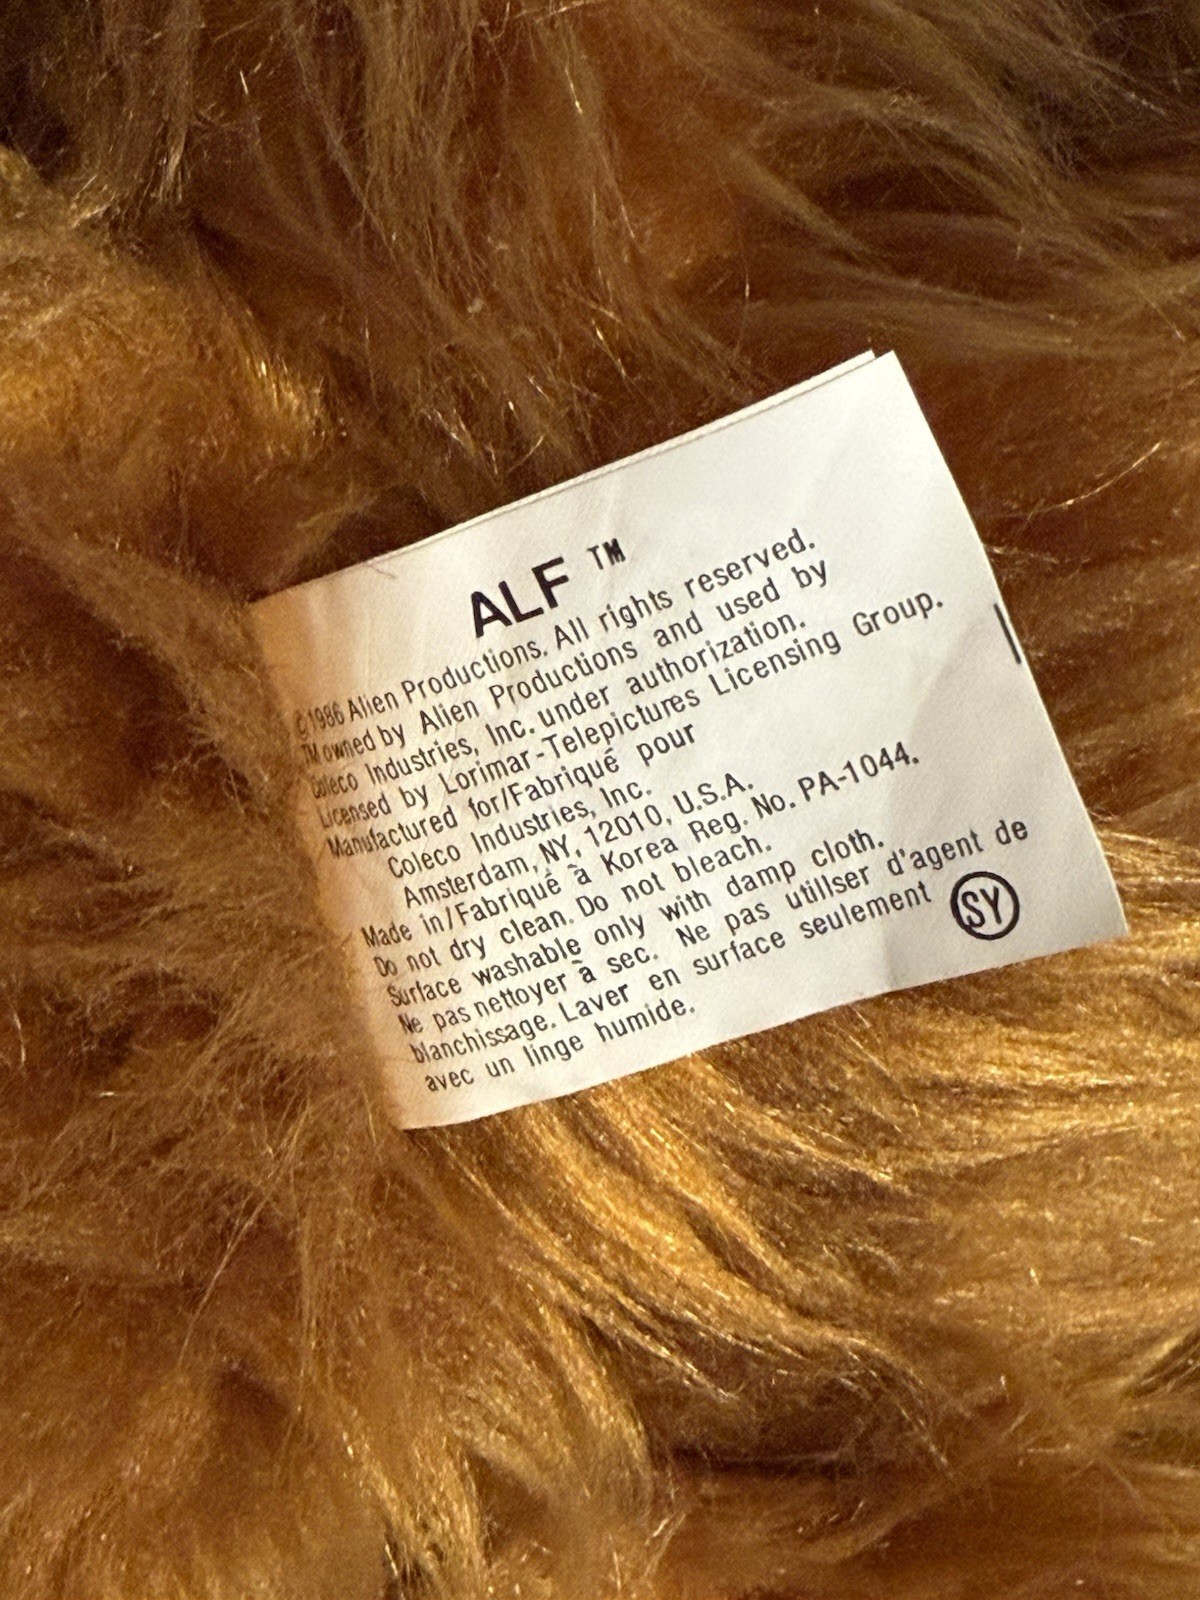 ALF ™
© 1986 Alien Productions. All rights reserved.
TM owned by Alien Productions and used by
Coleco Industries, Inc. under authorization.
Licensed by Lorimar-Telepictures Licensing Group.
Manufactured for/Fabriqué pour
Coleco Industries, Inc.
Amsterdam, NY, 12010, U.S.A.
Made in/Fabriqué à Korea Reg. No. PA-1044.
Do not dry clean. Do not bleach.
Surface washable only with damp cloth.
Ne pas nettoyer à sec. Ne pas utiliser d'agent de
blanchissage. Laver en surface seulement
avec un linge humide.
SY